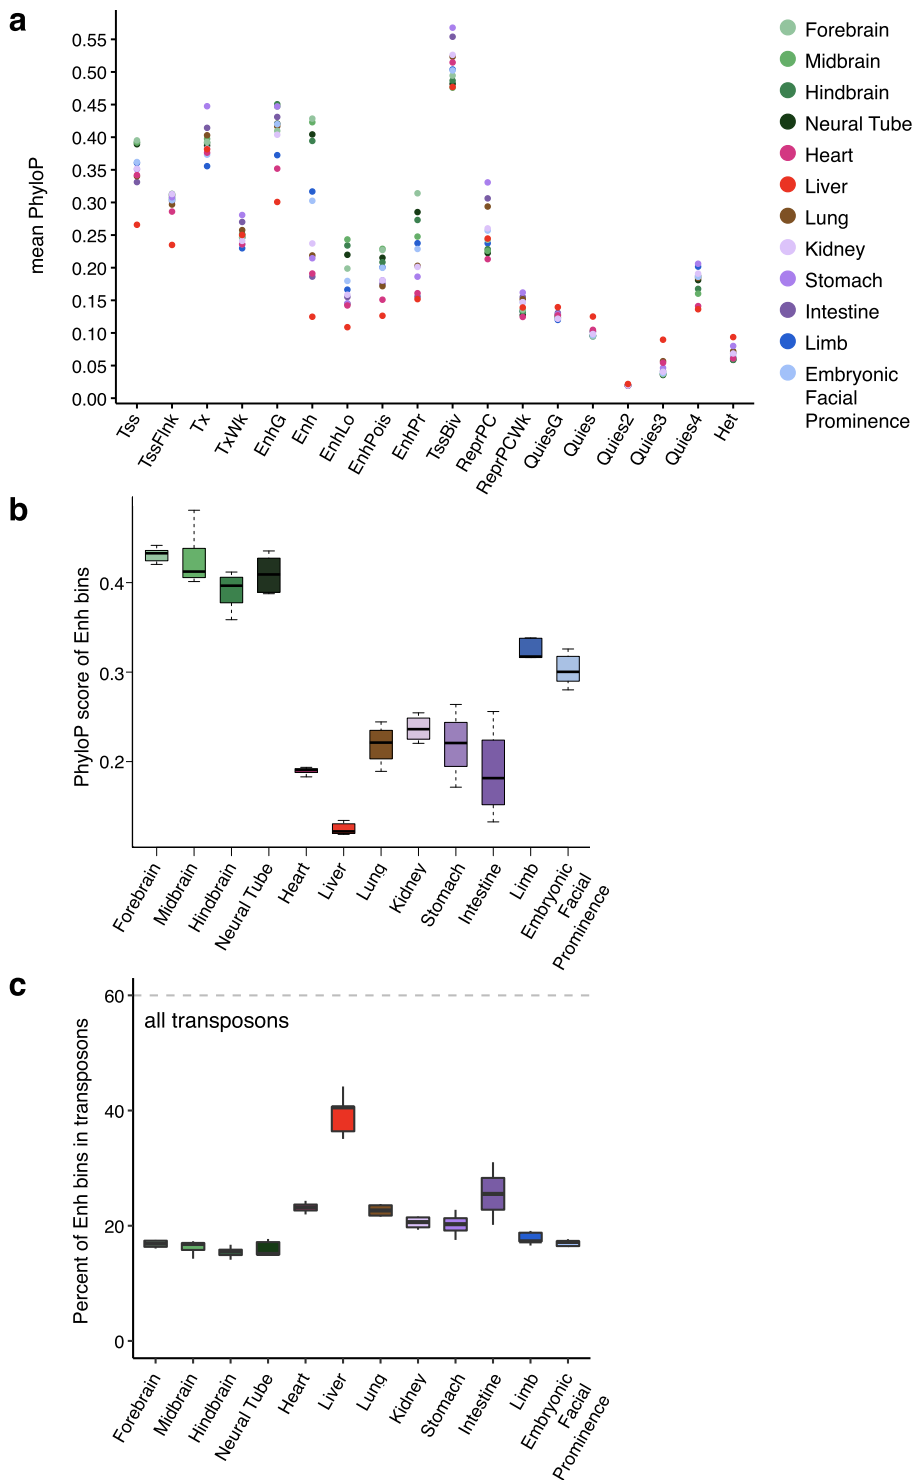 a
mean PhyloP
0.55
0.50
0.45
0.40
0.35
0.30
0.25
0.20
0.15
0.10
0.05
0.00
Tss
TssFlnk
Tx
TxWk
EnhG
Enh
EnhLo
EnhPois
EnhPr
TssBiv
ReprPC
ReprPCWk
QuiesG
Quies
Quies2
Quies3
Quies4
Het
Forebrain
Midbrain
Hindbrain
Neural Tube
Heart
Liver
Lung
Kidney
Stomach
Intestine
Limb
Embryonic
Facial
Prominence
b
PhyloP score of Enh bins
0.4
0.3
0.2
Forebrain
Midbrain
Hindbrain
Neural Tube
Heart
Liver
Lung
Kidney
Stomach
Intestine
Limb
Embryonic
Facial
Prominence
c
Percent of Enh bins in transposons
60
40
20
0
all transposons
Forebrain
Midbrain
Hindbrain
Neural Tube
Heart
Liver
Lung
Kidney
Stomach
Intestine
Limb
Embryonic
Facial
Prominence